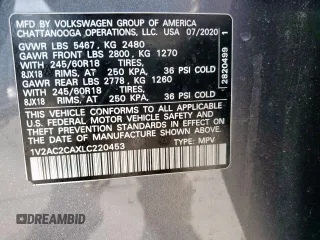 MFD BY VOLKSWAGEN GROUP OF AMERICA
CHATTANOOGA OPERATIONS, LLC. USA 07/2020
GVWR LBS 5467, KG 2480
GAWR FRONT LBS 2800, KG 1270
WITH 245/60R18 TIRES,
8JX18 RIMS, AT 250 KPA, 36 PSI COLD
GAWR REAR LBS 2778, KG 1260
WITH 245/60R18 TIRES,
8JX18 RIMS, AT 250 KPA, 36 PSI COLD
THIS VEHICLE CONFORMS TO ALL APPLICABLE
U.S. FEDERAL MOTOR VEHICLE SAFETY
STANDARDS IN EFFECT ON THE DATE OF
MANUFACTURE SHOWN ABOVE.
1V2AC2CAXLC220453 TYPE: MPV
2820499 1
1DREAMBID